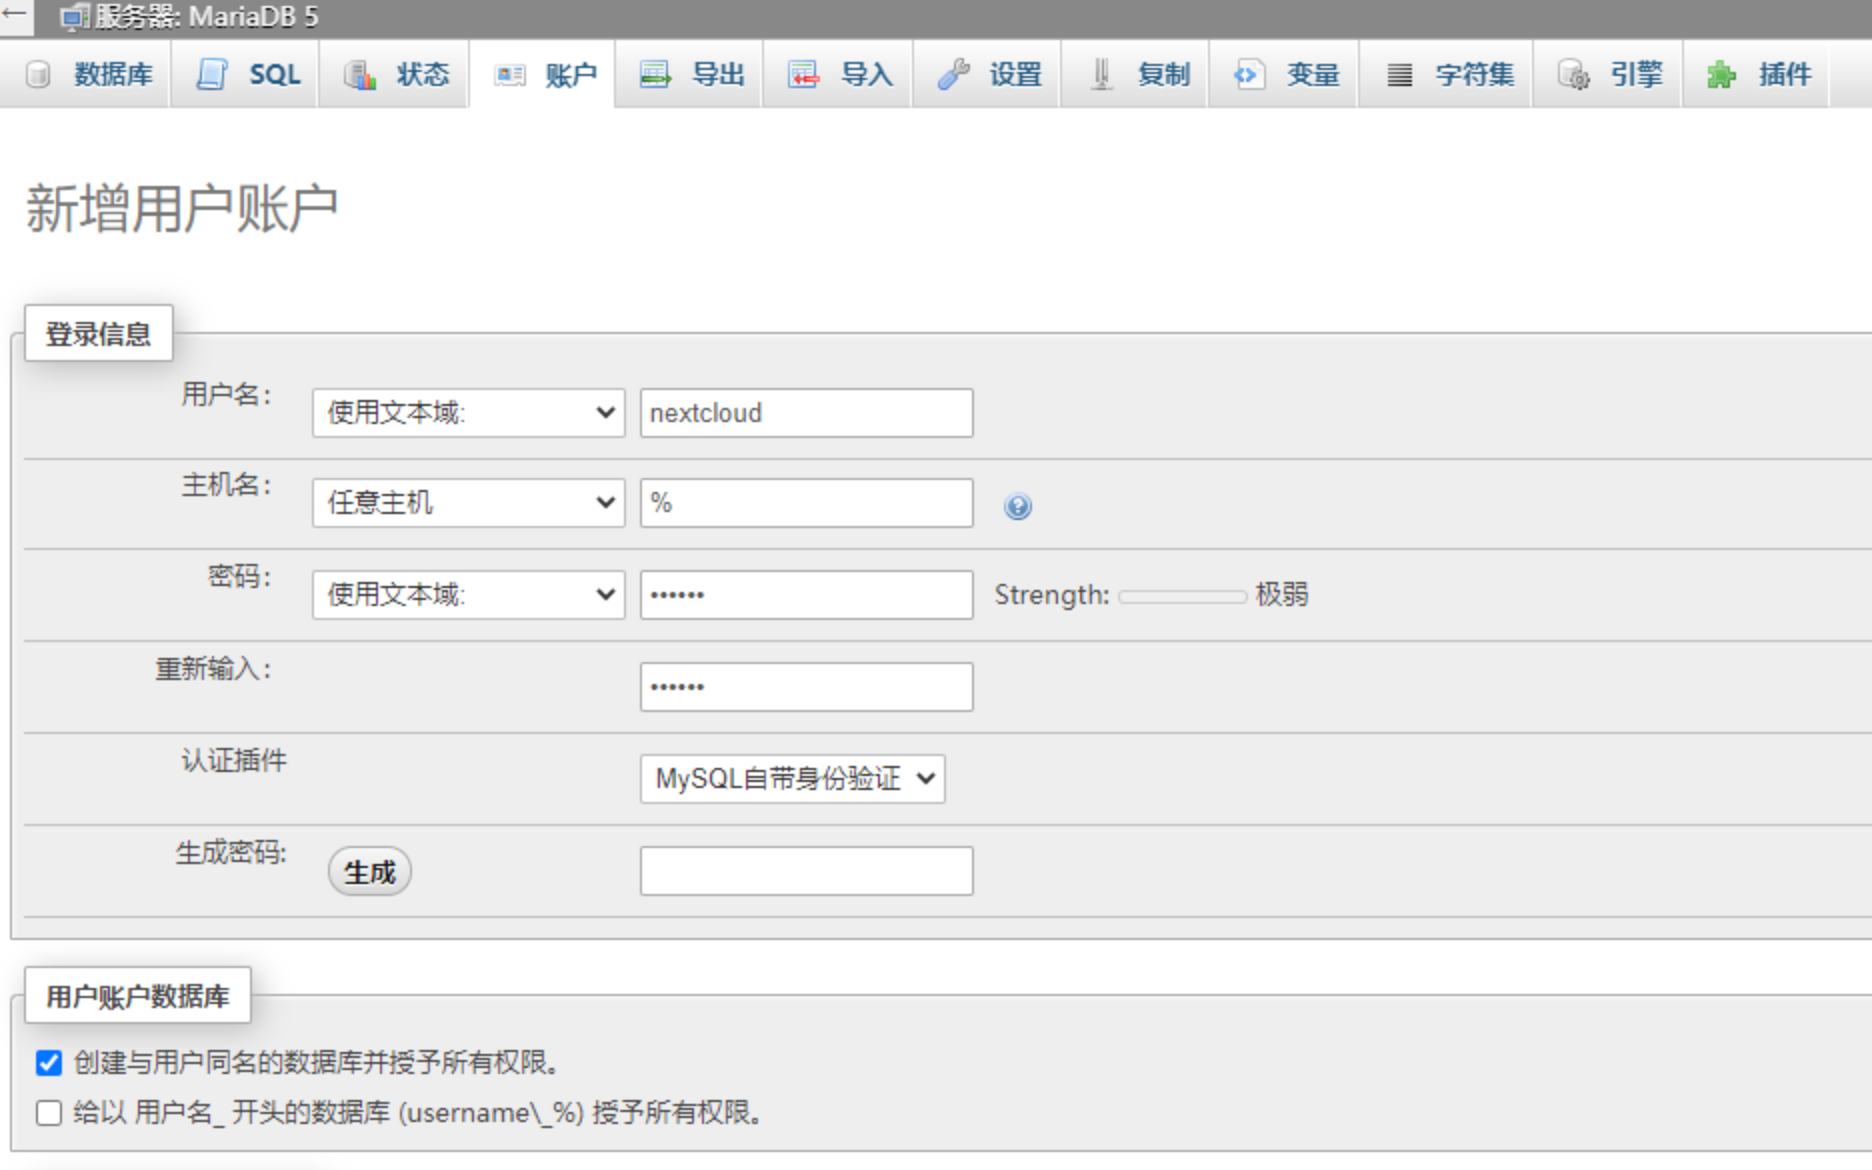 服务器: MariaDB 5
数据库 SQL 状态 账户 导出 导入 设置 复制 变量 字符集 引擎 插件
新增用户账户
登录信息
用户名: 使用文本域: nextcloud
主机名: 任意主机 %
密码: 使用文本域: •••••• Strength: 极弱
重新输入: ••••••
认证插件 MySQL自带身份验证
生成密码: 生成
用户账户数据库
创建与用户同名的数据库并授予所有权限。
给以 用户名_ 开头的数据库 (username\_%) 授予所有权限。